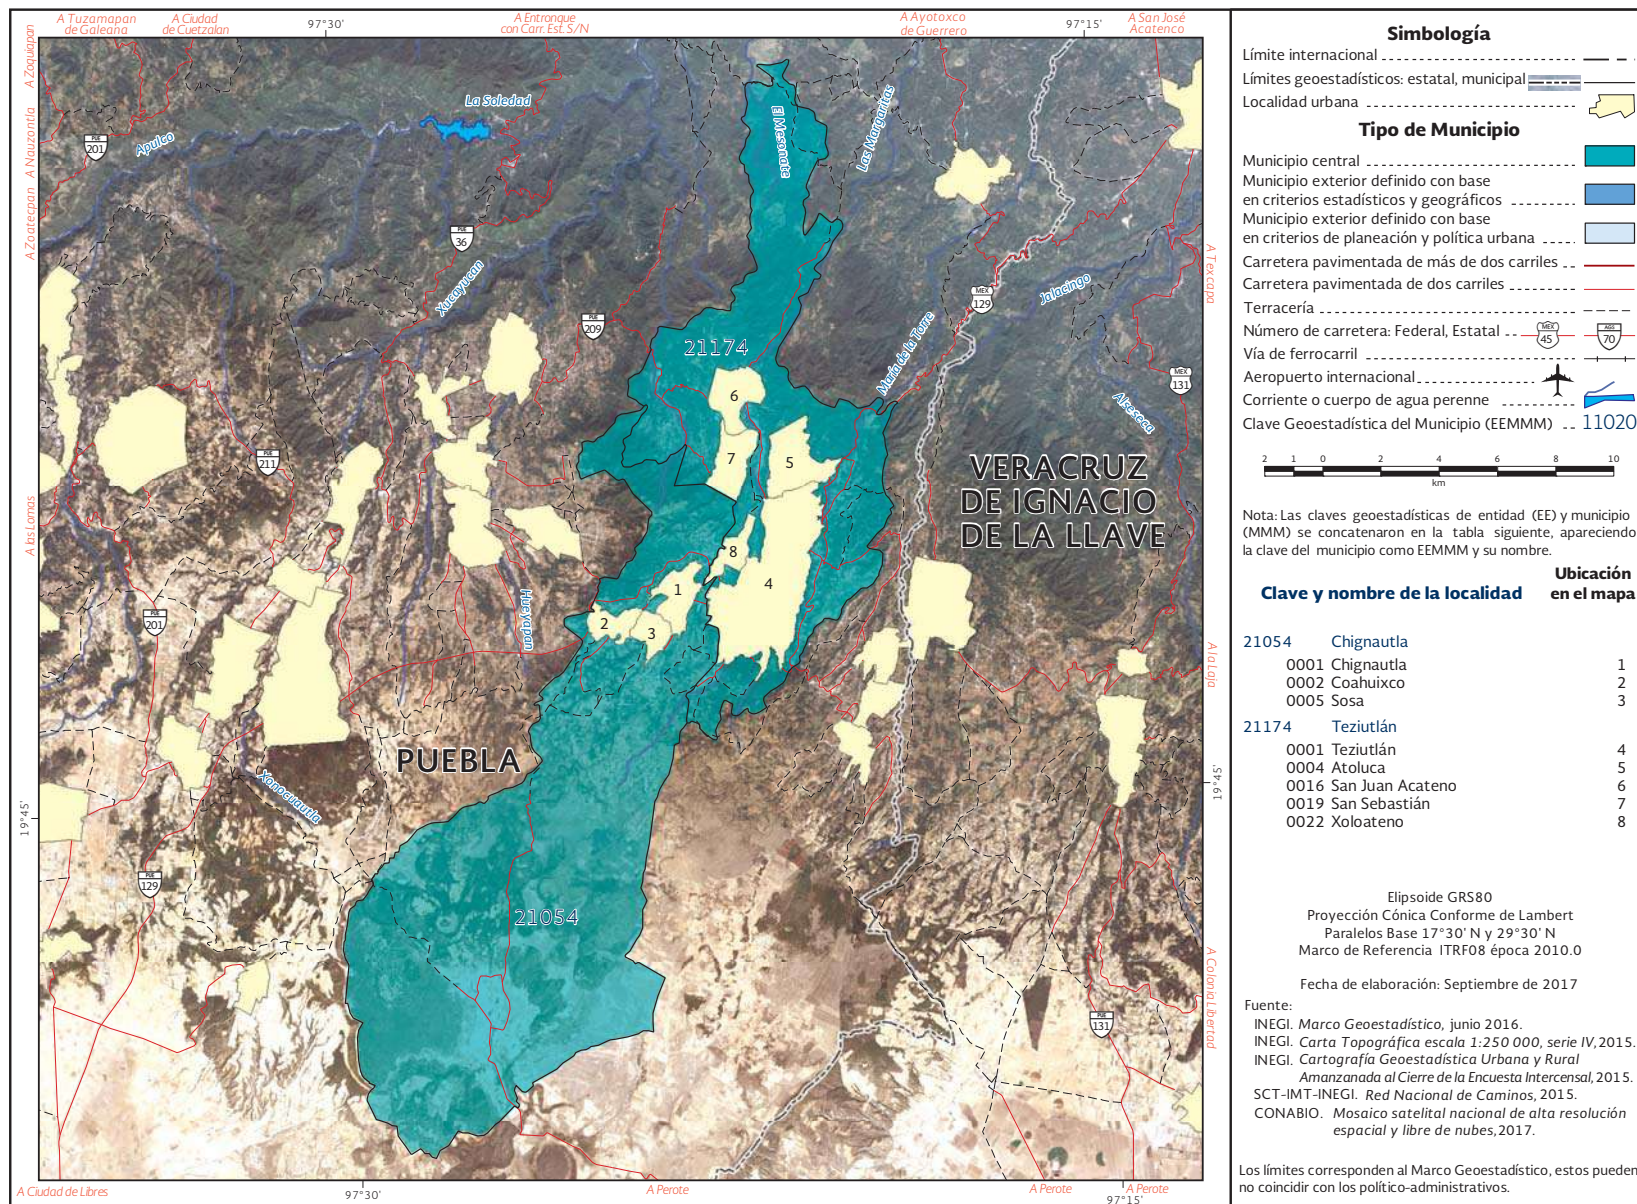 A Tuzamapan
de Galeana
A Ciudad
de Cuetzalan
97°30'
A Entronque
con Carr. Est. S/N
A Ayotoxco
de Guerrero
97°15'
A San José
Acatenco
A Zoquiapan
A Nauzontla
A Zoatecpan
A las Lomas
19°45'
A Texcapa
A la Laja
19°45'
A Colonia Libertad
La Soledad
Apulco
PUE
201
El Mesonate
Las Margaritas
PUE
36
Xucayucan
PUE
209
MEX
129
Jalacingo
María de la Torre
MEX
131
Alseseca
21174
6
7
5
8
4
1
2
3
PUE
211
PUE
201
Hueyapan
VERACRUZ
DE IGNACIO
DE LA LLAVE
PUEBLA
Xonocuautla
PUE
129
21054
PUE
131
A Ciudad de Libres
97°30'
A Perote
A Perote
97°15'
A Perote
Simbología
Límite internacional
Límites geoestadísticos: estatal, municipal
Localidad urbana
Tipo de Municipio
Municipio central
Municipio exterior definido con base
en criterios estadísticos y geográficos
Municipio exterior definido con base
en criterios de planeación y política urbana
Carretera pavimentada de más de dos carriles
Carretera pavimentada de dos carriles
Terracería
Número de carretera: Federal, Estatal MEX 45 AGS 70
Vía de ferrocarril
Aeropuerto internacional
Corriente o cuerpo de agua perenne
Clave Geoestadística del Municipio (EEMMM) 11020
2 1 0 2 4 6 8 10
km
Nota: Las claves geoestadísticas de entidad (EE) y municipio
(MMM) se concatenaron en la tabla siguiente, apareciendo
la clave del municipio como EEMMM y su nombre.
Clave y nombre de la localidad Ubicación
en el mapa
21054 Chignautla
0001 Chignautla 1
0002 Coahuixco 2
0005 Sosa 3
21174 Teziutlán
0001 Teziutlán 4
0004 Atoluca 5
0016 San Juan Acateno 6
0019 San Sebastián 7
0022 Xoloateno 8
Elipsoide GRS80
Proyección Cónica Conforme de Lambert
Paralelos Base 17°30' N y 29°30' N
Marco de Referencia ITRF08 época 2010.0
Fecha de elaboración: Septiembre de 2017
Fuente:
INEGI. Marco Geoestadístico, junio 2016.
INEGI. Carta Topográfica escala 1:250 000, serie IV, 2015.
INEGI. Cartografía Geoestadística Urbana y Rural
Amanzanada al Cierre de la Encuesta Intercensal, 2015.
SCT-IMT-INEGI. Red Nacional de Caminos, 2015.
CONABIO. Mosaico satelital nacional de alta resolución
espacial y libre de nubes, 2017.
Los límites corresponden al Marco Geoestadístico, estos pueden
no coincidir con los político-administrativos.